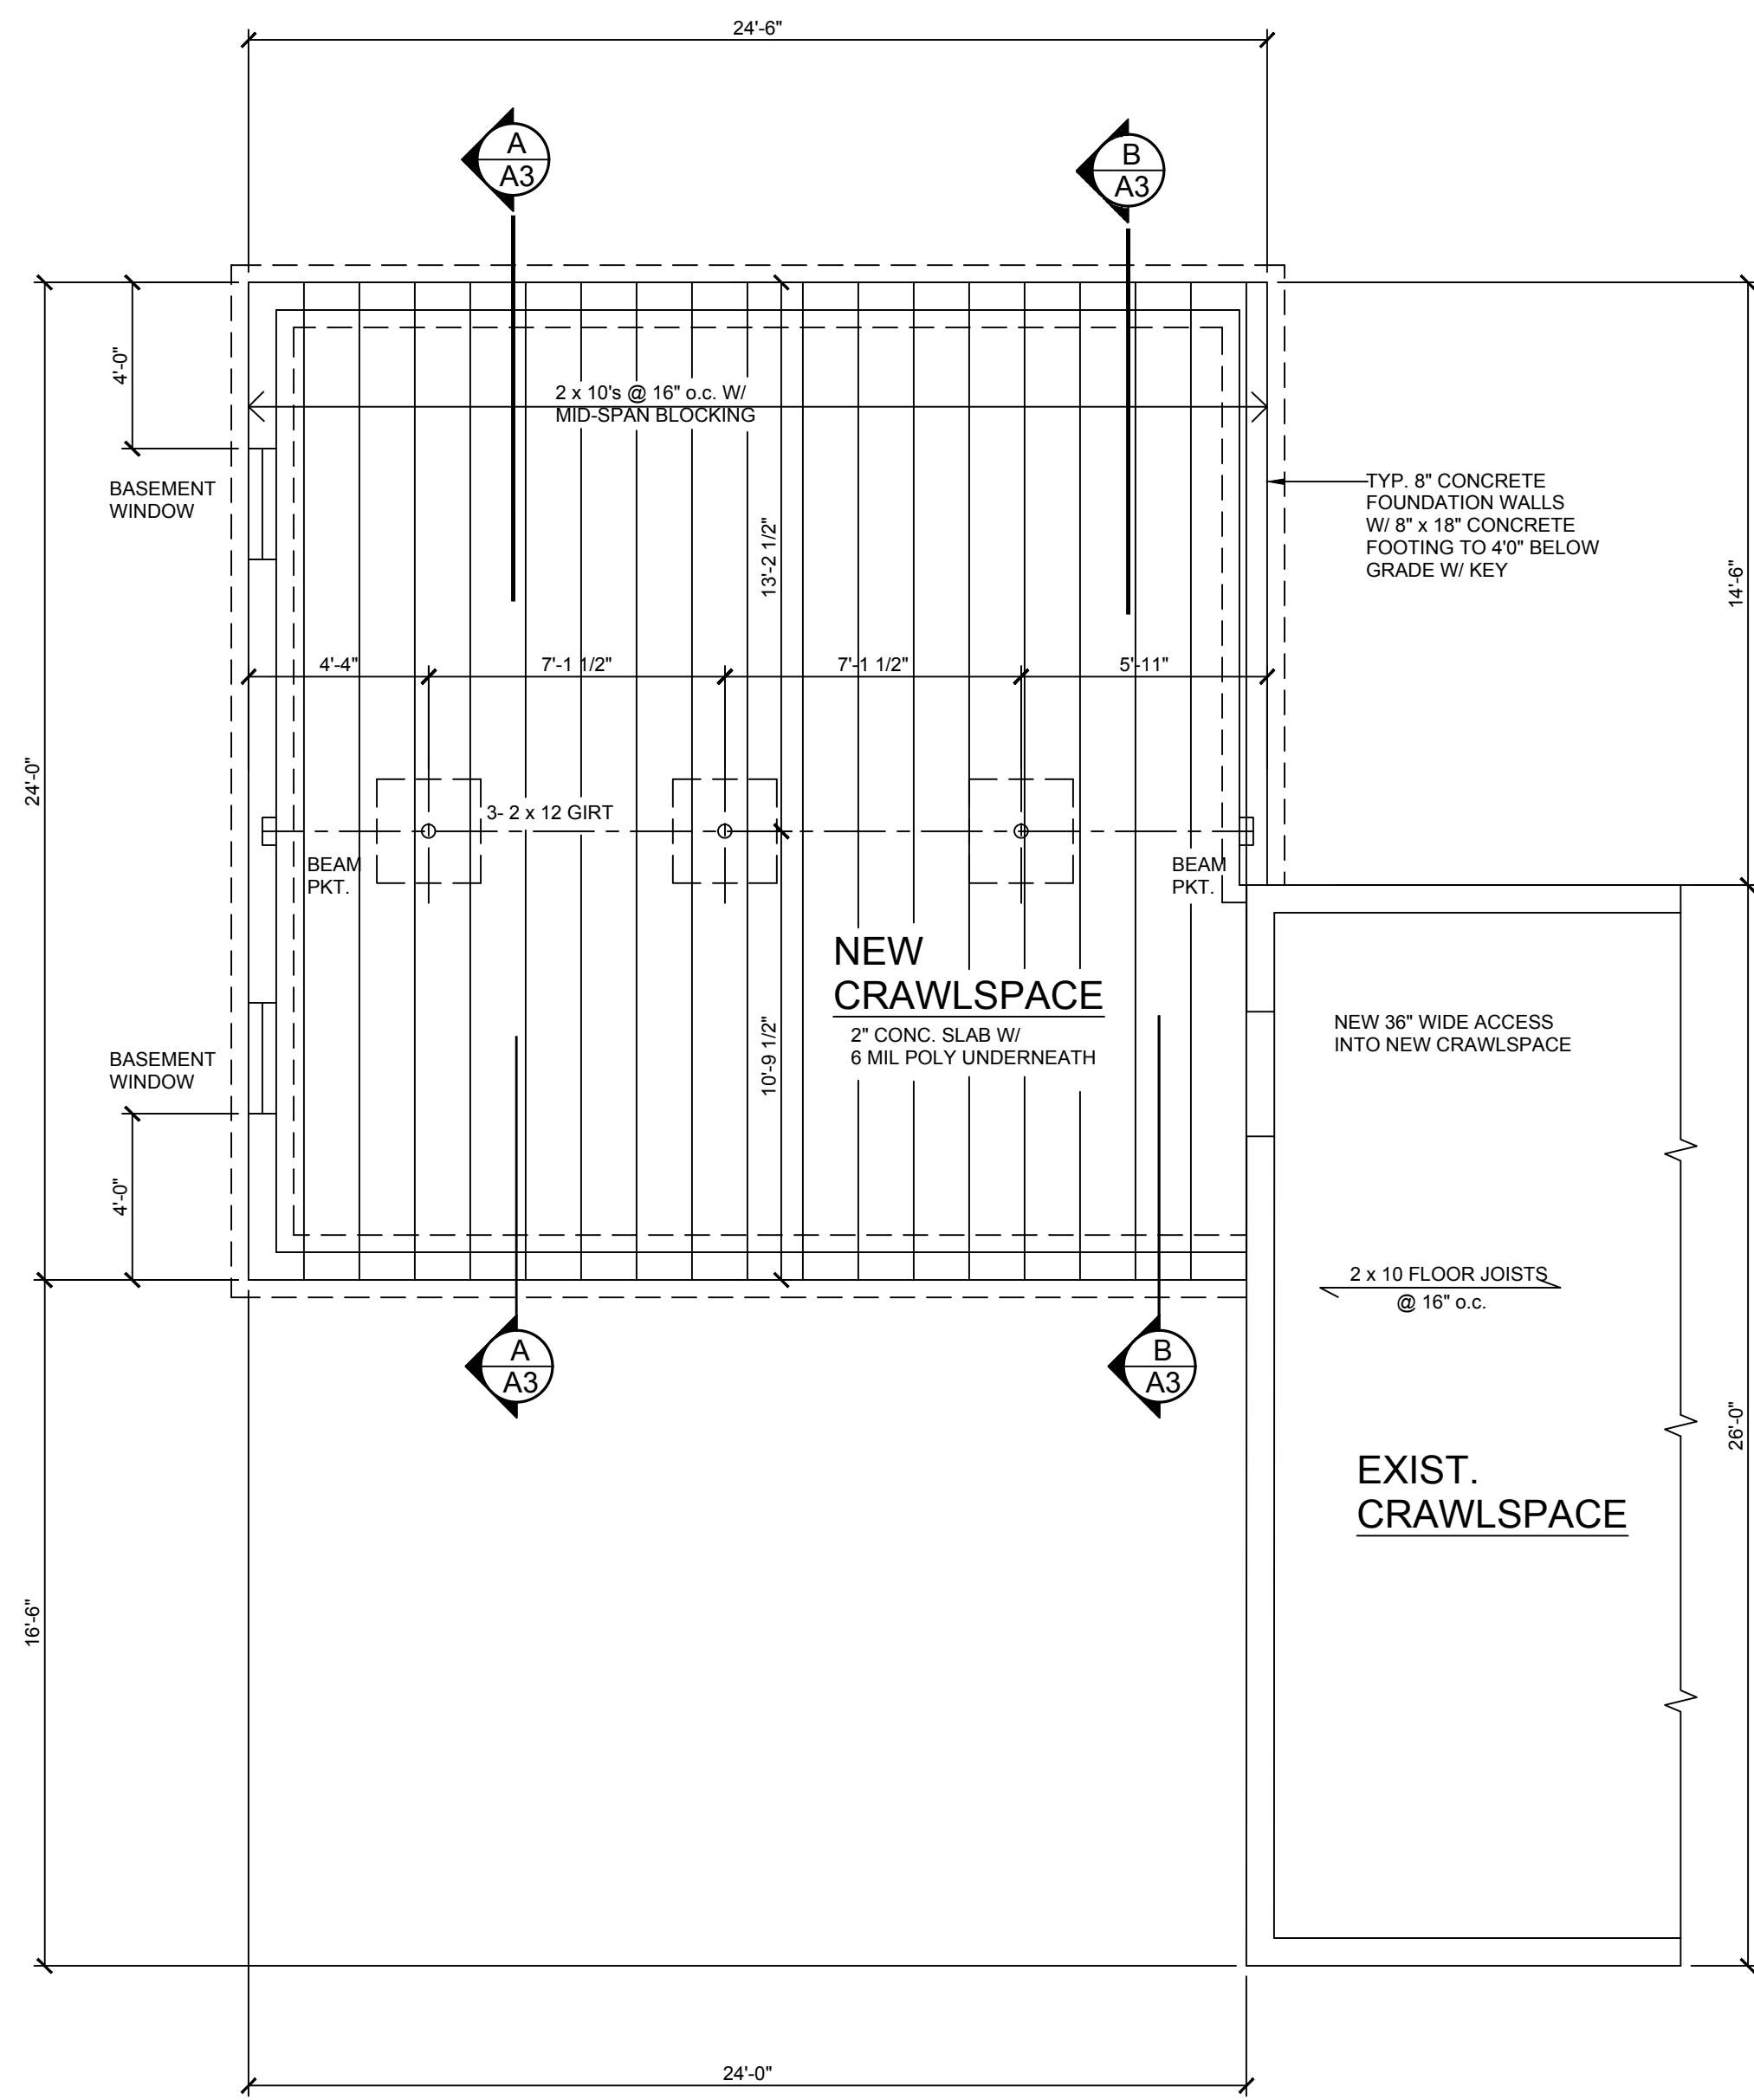 24'-6"
A
A3
B
A3
4'-0"
2 x 10's @ 16" o.c. W/
MID-SPAN BLOCKING
BASEMENT
WINDOW
TYP. 8" CONCRETE
FOUNDATION WALLS
W/ 8" x 18" CONCRETE
FOOTING TO 4'0" BELOW
GRADE W/ KEY
13'-2 1/2"
14'-6"
4'-4"
7'-1 1/2"
7'-1 1/2"
5'-11"
24'-0"
3- 2 x 12 GIRT
BEAM
PKT.
BEAM
PKT.
NEW
CRAWLSPACE
2" CONC. SLAB W/
6 MIL POLY UNDERNEATH
10'-9 1/2"
NEW 36" WIDE ACCESS
INTO NEW CRAWLSPACE
BASEMENT
WINDOW
4'-0"
2 x 10 FLOOR JOISTS
@ 16" o.c.
A
A3
B
A3
26'-0"
EXIST.
CRAWLSPACE
16'-6"
24'-0"